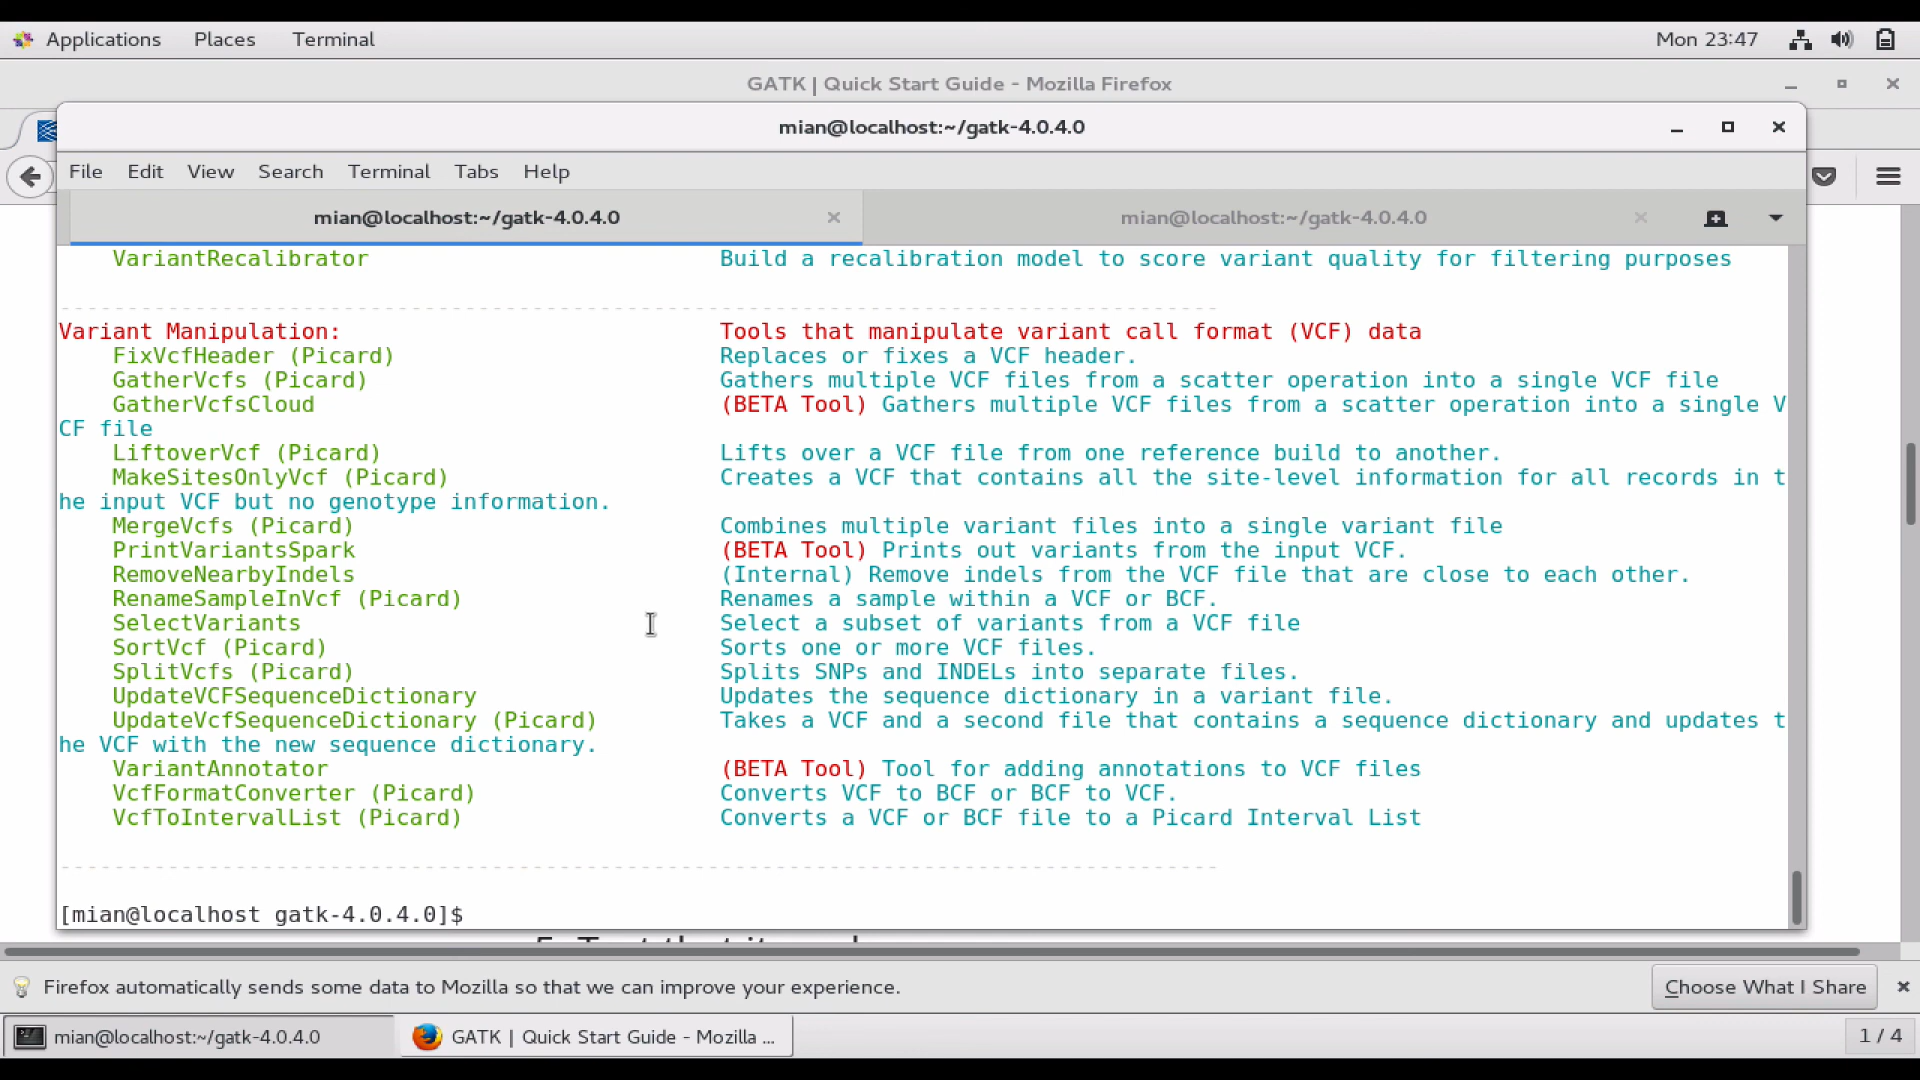 Applications Places Terminal Mon 23:47
GATK | Quick Start Guide - Mozilla Firefox
mian@localhost:~/gatk-4.0.4.0
File Edit View Search Terminal Tabs Help
mian@localhost:~/gatk-4.0.4.0 mian@localhost:~/gatk-4.0.4.0
VariantRecalibrator Build a recalibration model to score variant quality for filtering purposes
--------------------------------------------------------------------------------------
Variant Manipulation: Tools that manipulate variant call format (VCF) data
FixVcfHeader (Picard) Replaces or fixes a VCF header.
GatherVcfs (Picard) Gathers multiple VCF files from a scatter operation into a single VCF file
GatherVcfsCloud (BETA Tool) Gathers multiple VCF files from a scatter operation into a single V
CF file
LiftoverVcf (Picard) Lifts over a VCF file from one reference build to another.
MakeSitesOnlyVcf (Picard) Creates a VCF that contains all the site-level information for all records in t
he input VCF but no genotype information.
MergeVcfs (Picard) Combines multiple variant files into a single variant file
PrintVariantsSpark (BETA Tool) Prints out variants from the input VCF.
RemoveNearbyIndels (Internal) Remove indels from the VCF file that are close to each other.
RenameSampleInVcf (Picard) Renames a sample within a VCF or BCF.
SelectVariants Select a subset of variants from a VCF file
SortVcf (Picard) Sorts one or more VCF files.
SplitVcfs (Picard) Splits SNPs and INDELs into separate files.
UpdateVCFSequenceDictionary Updates the sequence dictionary in a variant file.
UpdateVcfSequenceDictionary (Picard) Takes a VCF and a second file that contains a sequence dictionary and updates t
he VCF with the new sequence dictionary.
VariantAnnotator (BETA Tool) Tool for adding annotations to VCF files
VcfFormatConverter (Picard) Converts VCF to BCF or BCF to VCF.
VcfToIntervalList (Picard) Converts a VCF or BCF file to a Picard Interval List
--------------------------------------------------------------------------------------
[mian@localhost gatk-4.0.4.0]$
Firefox automatically sends some data to Mozilla so that we can improve your experience. Choose What I Share
mian@localhost:~/gatk-4.0.4.0 GATK | Quick Start Guide - Mozilla ... 1 / 4